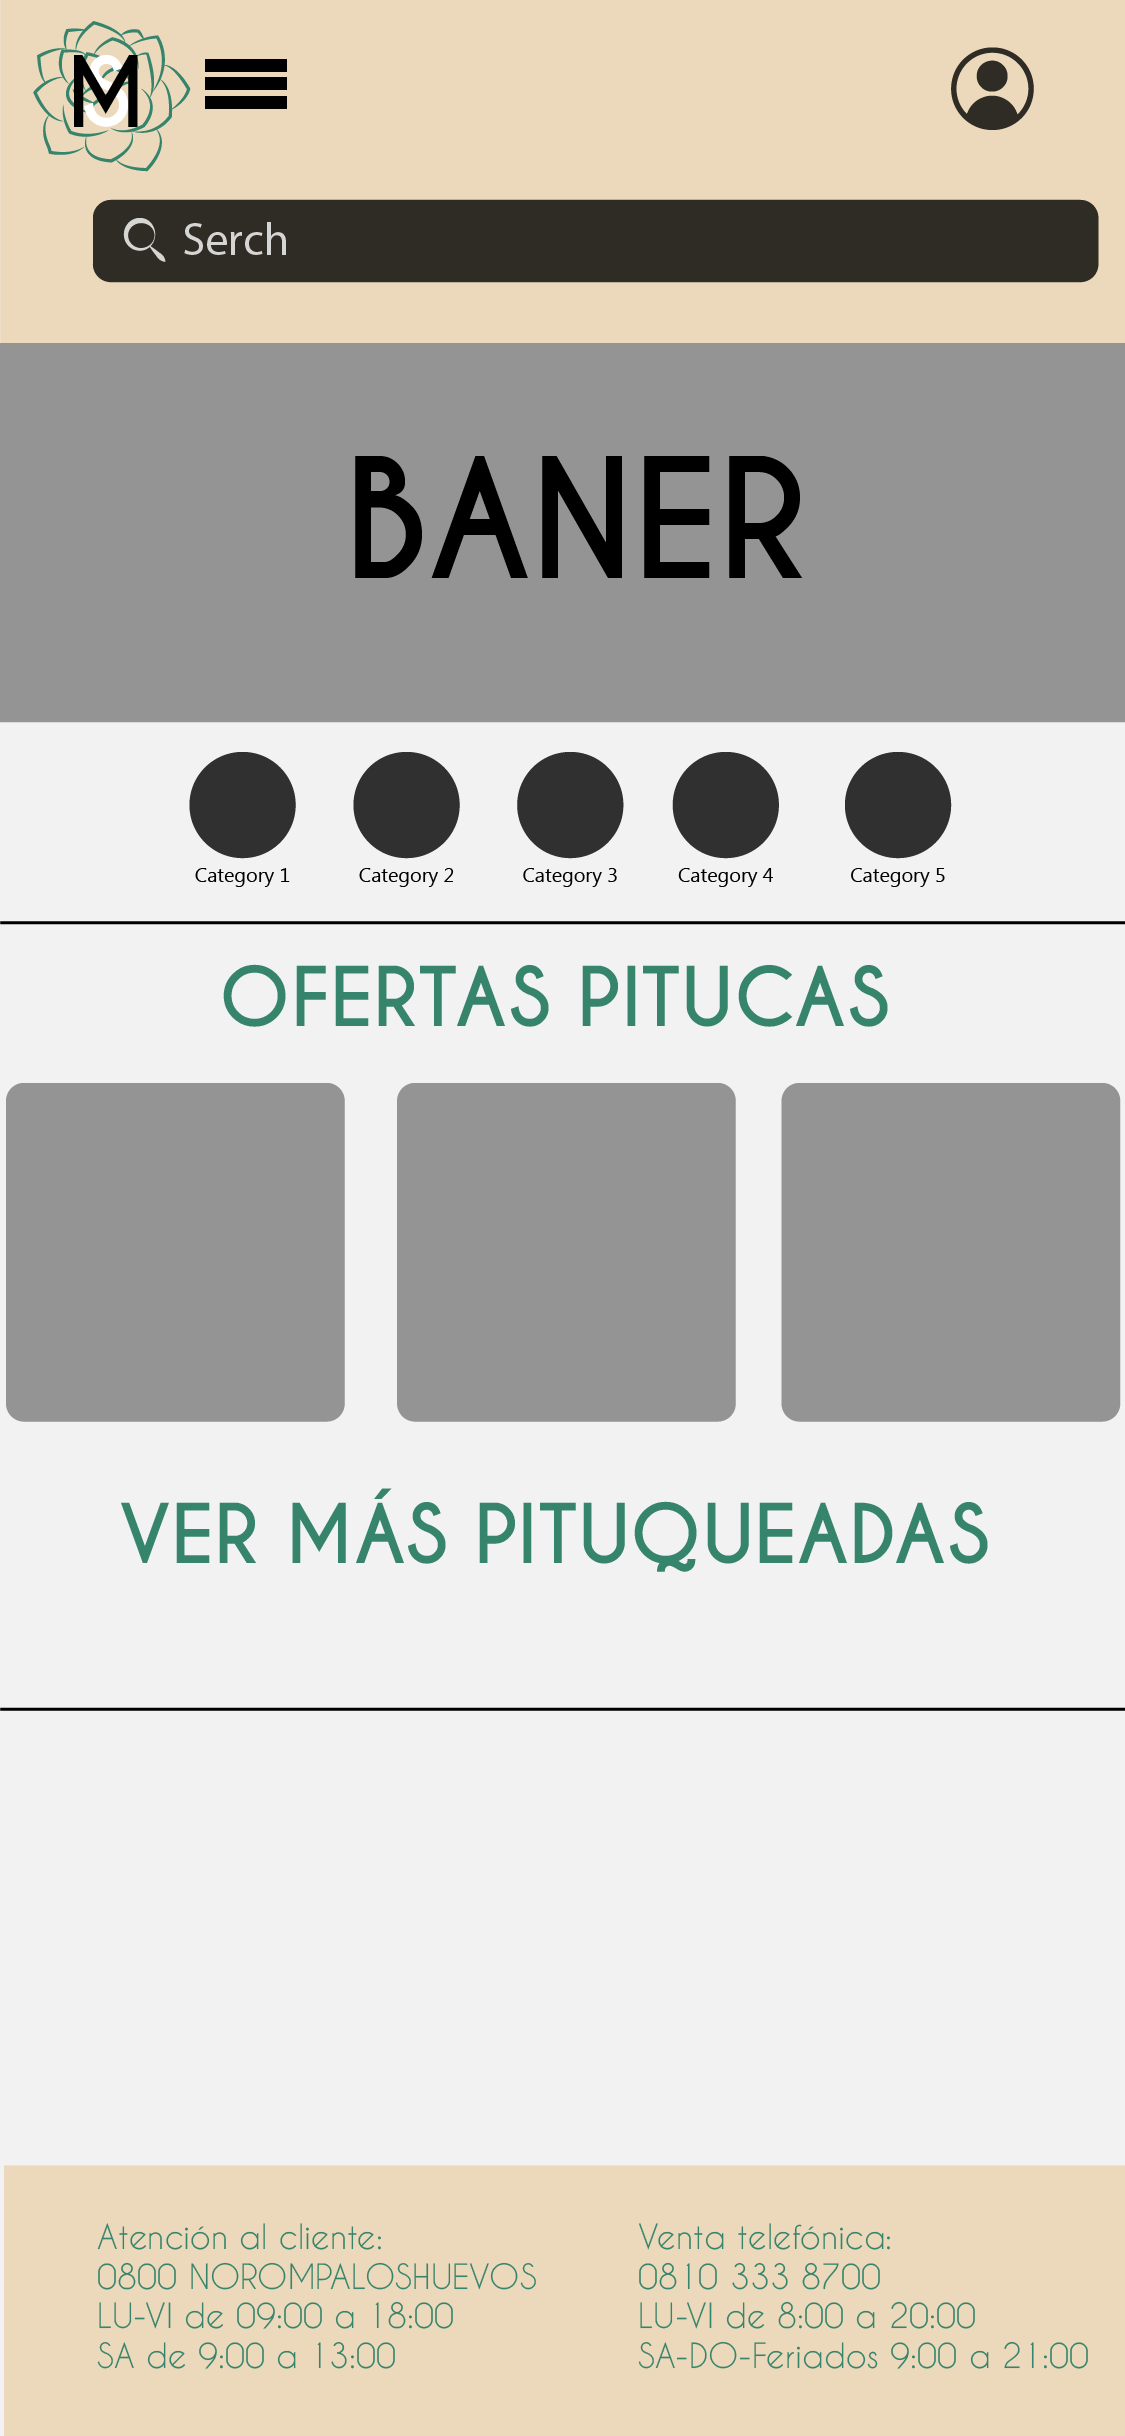 MS
Serch
BANER
Category 1
Category 2
Category 3
Category 4
Category 5
OFERTAS PITUCAS
VER MÁS PITUQUEADAS
Atención al cliente:
0800 NOROMPALOSHUEVOS
LU-VI de 09:00 a 18:00
SA de 9:00 a 13:00
Venta telefónica:
0810 333 8700
LU-VI de 8:00 a 20:00
SA-DO-Feriados 9:00 a 21:00